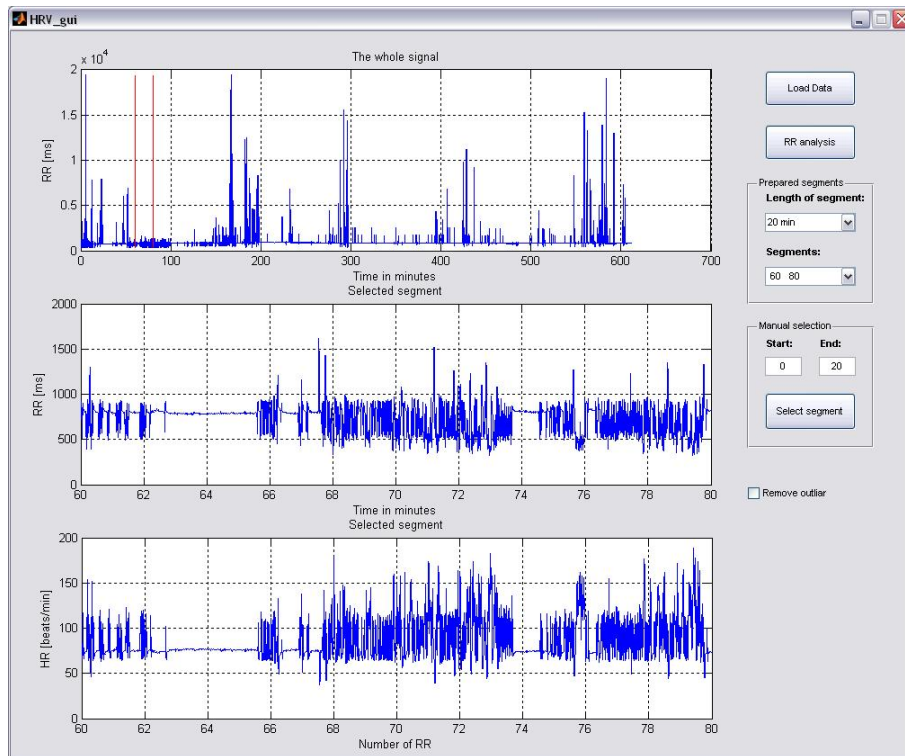 HRV_gui
The whole signal
× 10⁴
2
1.5
1
0.5
0
RR [ms]
0 100 200 300 400 500 600 700
Time in minutes
Selected segment
2000
1500
1000
500
0
RR [ms]
60 62 64 66 68 70 72 74 76 78 80
Time in minutes
Selected segment
200
150
100
50
0
HR [beats/min]
60 62 64 66 68 70 72 74 76 78 80
Number of RR
Load Data
RR analysis
Prepared segments
Length of segment:
20 min
Segments:
60 80
Manual selection
Start: End:
0 20
Select segment
Remove outliar